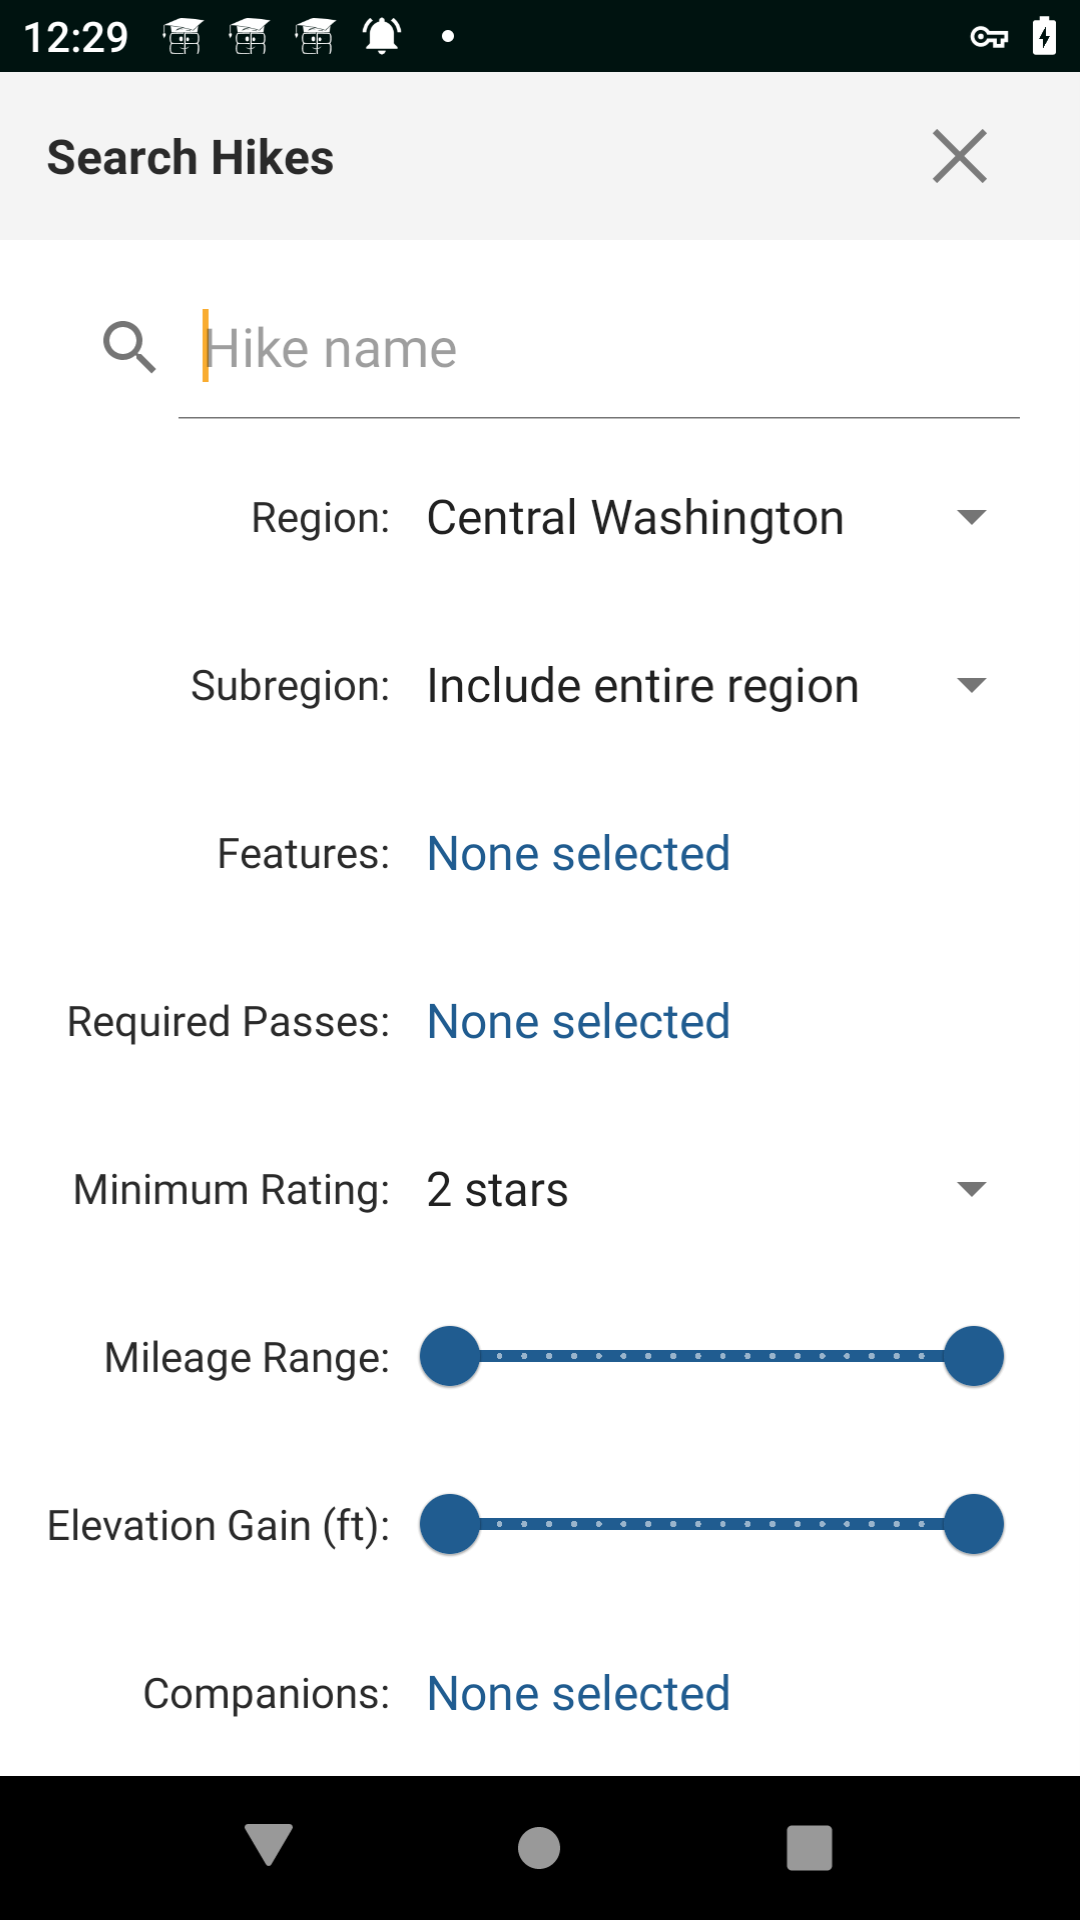 12:29
Search Hikes
Hike name
Region: Central Washington
Subregion: Include entire region
Features: None selected
Required Passes: None selected
Minimum Rating: 2 stars
Mileage Range:
Elevation Gain (ft):
Companions: None selected